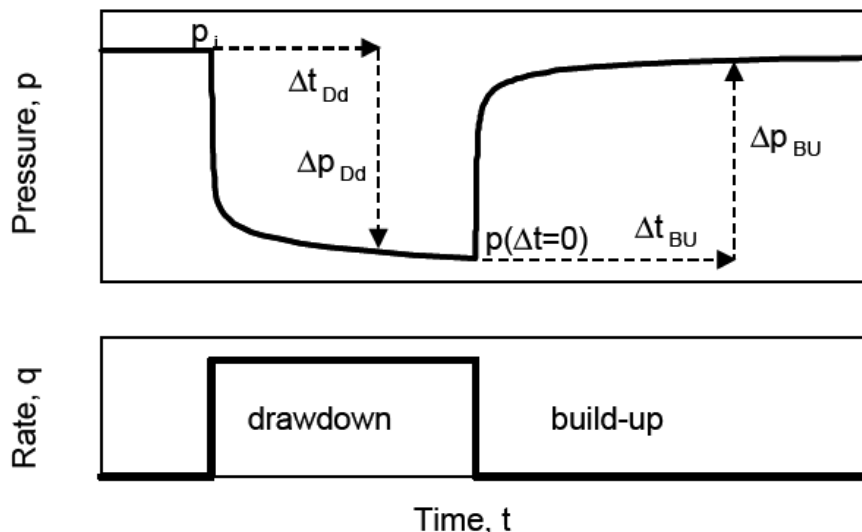 Pressure, p
p i
Δt Dd
Δp Dd
p(Δt=0)
Δt BU
Δp BU
Rate, q
drawdown
build-up
Time, t